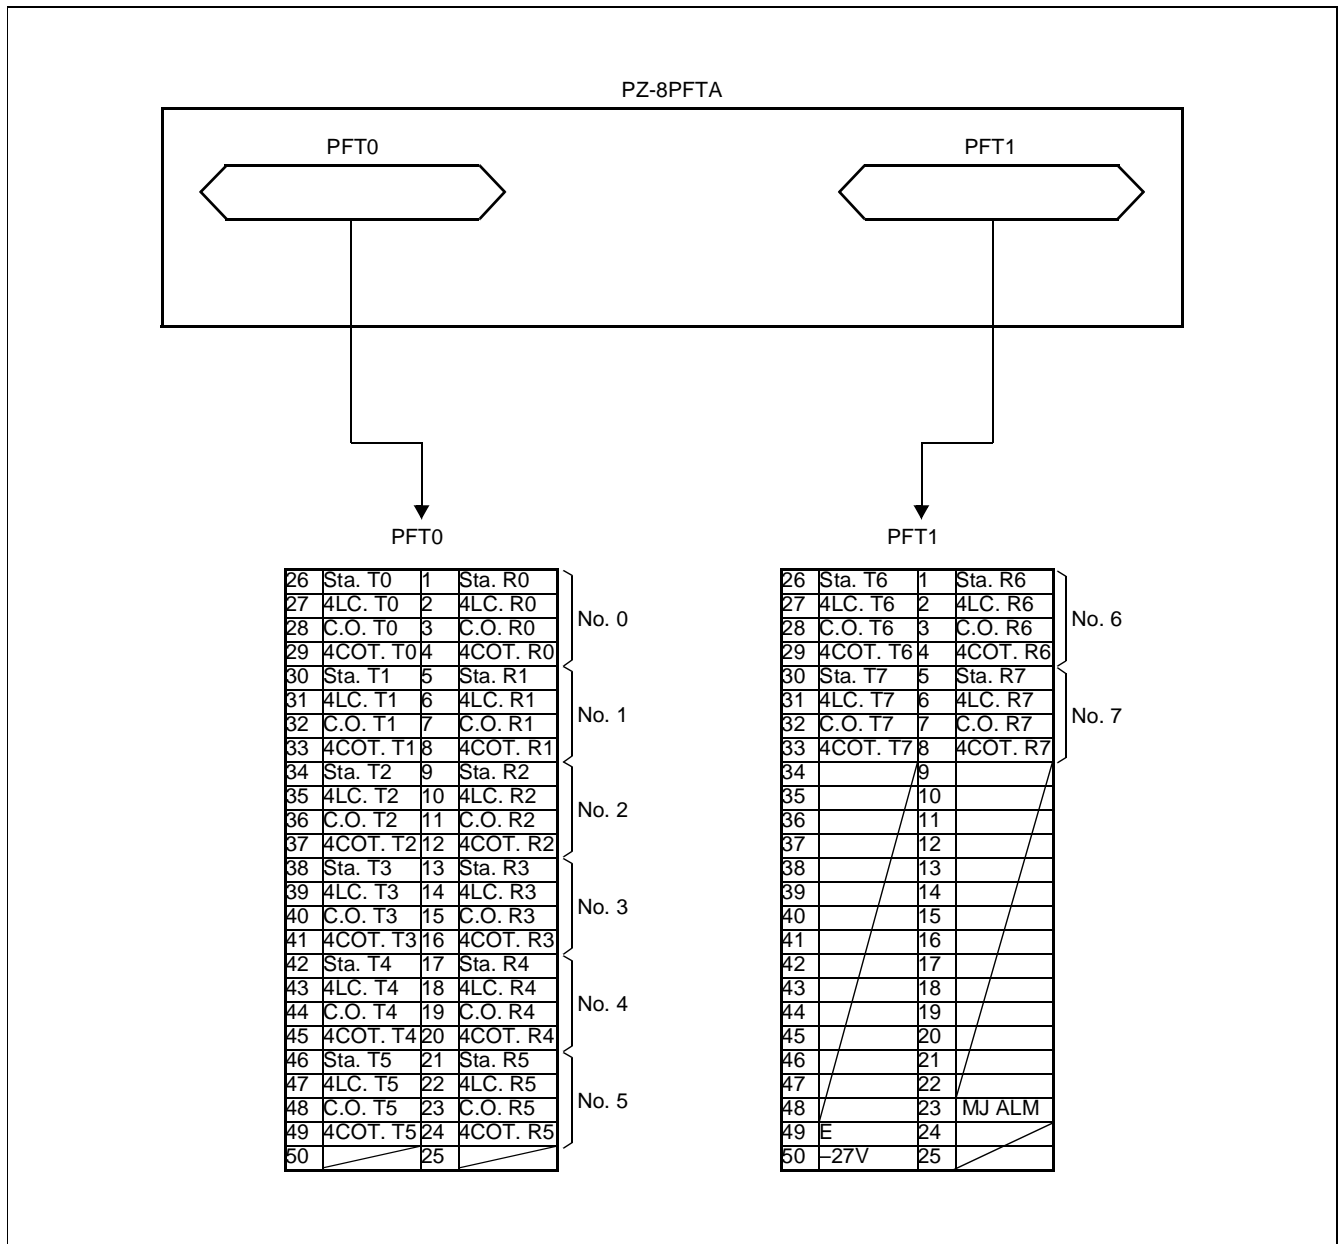 PZ-8PFTA
PFT0 PFT1
PFT0
26 Sta. T0 1 Sta. R0
27 4LC. T0 2 4LC. R0
28 C.O. T0 3 C.O. R0
29 4COT. T0 4 4COT. R0
No. 0
30 Sta. T1 5 Sta. R1
31 4LC. T1 6 4LC. R1
32 C.O. T1 7 C.O. R1
33 4COT. T1 8 4COT. R1
No. 1
34 Sta. T2 9 Sta. R2
35 4LC. T2 10 4LC. R2
36 C.O. T2 11 C.O. R2
37 4COT. T2 12 4COT. R2
No. 2
38 Sta. T3 13 Sta. R3
39 4LC. T3 14 4LC. R3
40 C.O. T3 15 C.O. R3
41 4COT. T3 16 4COT. R3
No. 3
42 Sta. T4 17 Sta. R4
43 4LC. T4 18 4LC. R4
44 C.O. T4 19 C.O. R4
45 4COT. T4 20 4COT. R4
No. 4
46 Sta. T5 21 Sta. R5
47 4LC. T5 22 4LC. R5
48 C.O. T5 23 C.O. R5
49 4COT. T5 24 4COT. R5
No. 5
50 25
PFT1
26 Sta. T6 1 Sta. R6
27 4LC. T6 2 4LC. R6
28 C.O. T6 3 C.O. R6
29 4COT. T6 4 4COT. R6
No. 6
30 Sta. T7 5 Sta. R7
31 4LC. T7 6 4LC. R7
32 C.O. T7 7 C.O. R7
33 4COT. T7 8 4COT. R7
No. 7
34 9
35 10
36 11
37 12
38 13
39 14
40 15
41 16
42 17
43 18
44 19
45 20
46 21
47 22
48 23 MJ ALM
49 E 24
50 –27V 25